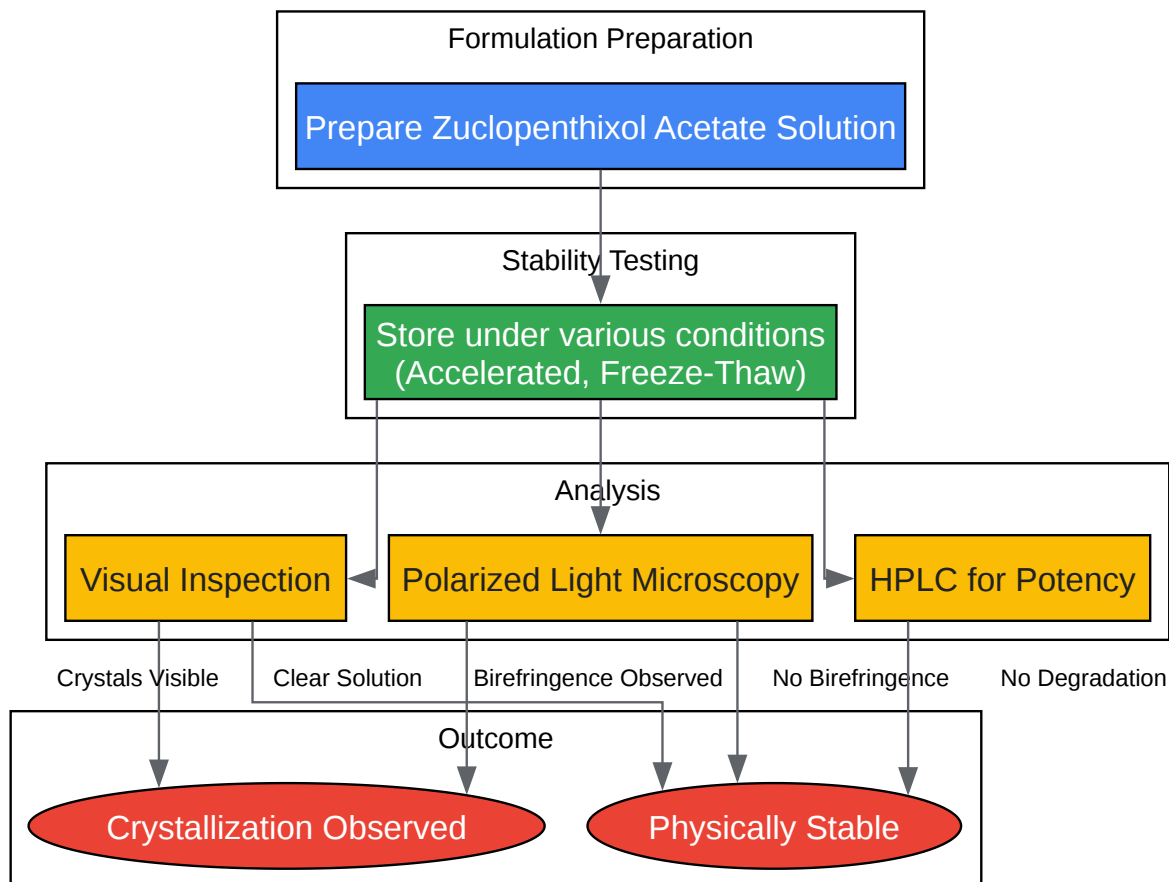 Formulation Preparation
Prepare Zuclopenthixol Acetate Solution
Stability Testing
Store under various conditions
(Accelerated, Freeze-Thaw)
Analysis
Visual Inspection
Polarized Light Microscopy
HPLC for Potency
Crystals Visible
Clear Solution
Birefringence Observed
No Birefringence
No Degradation
Outcome
Crystallization Observed
Physically Stable